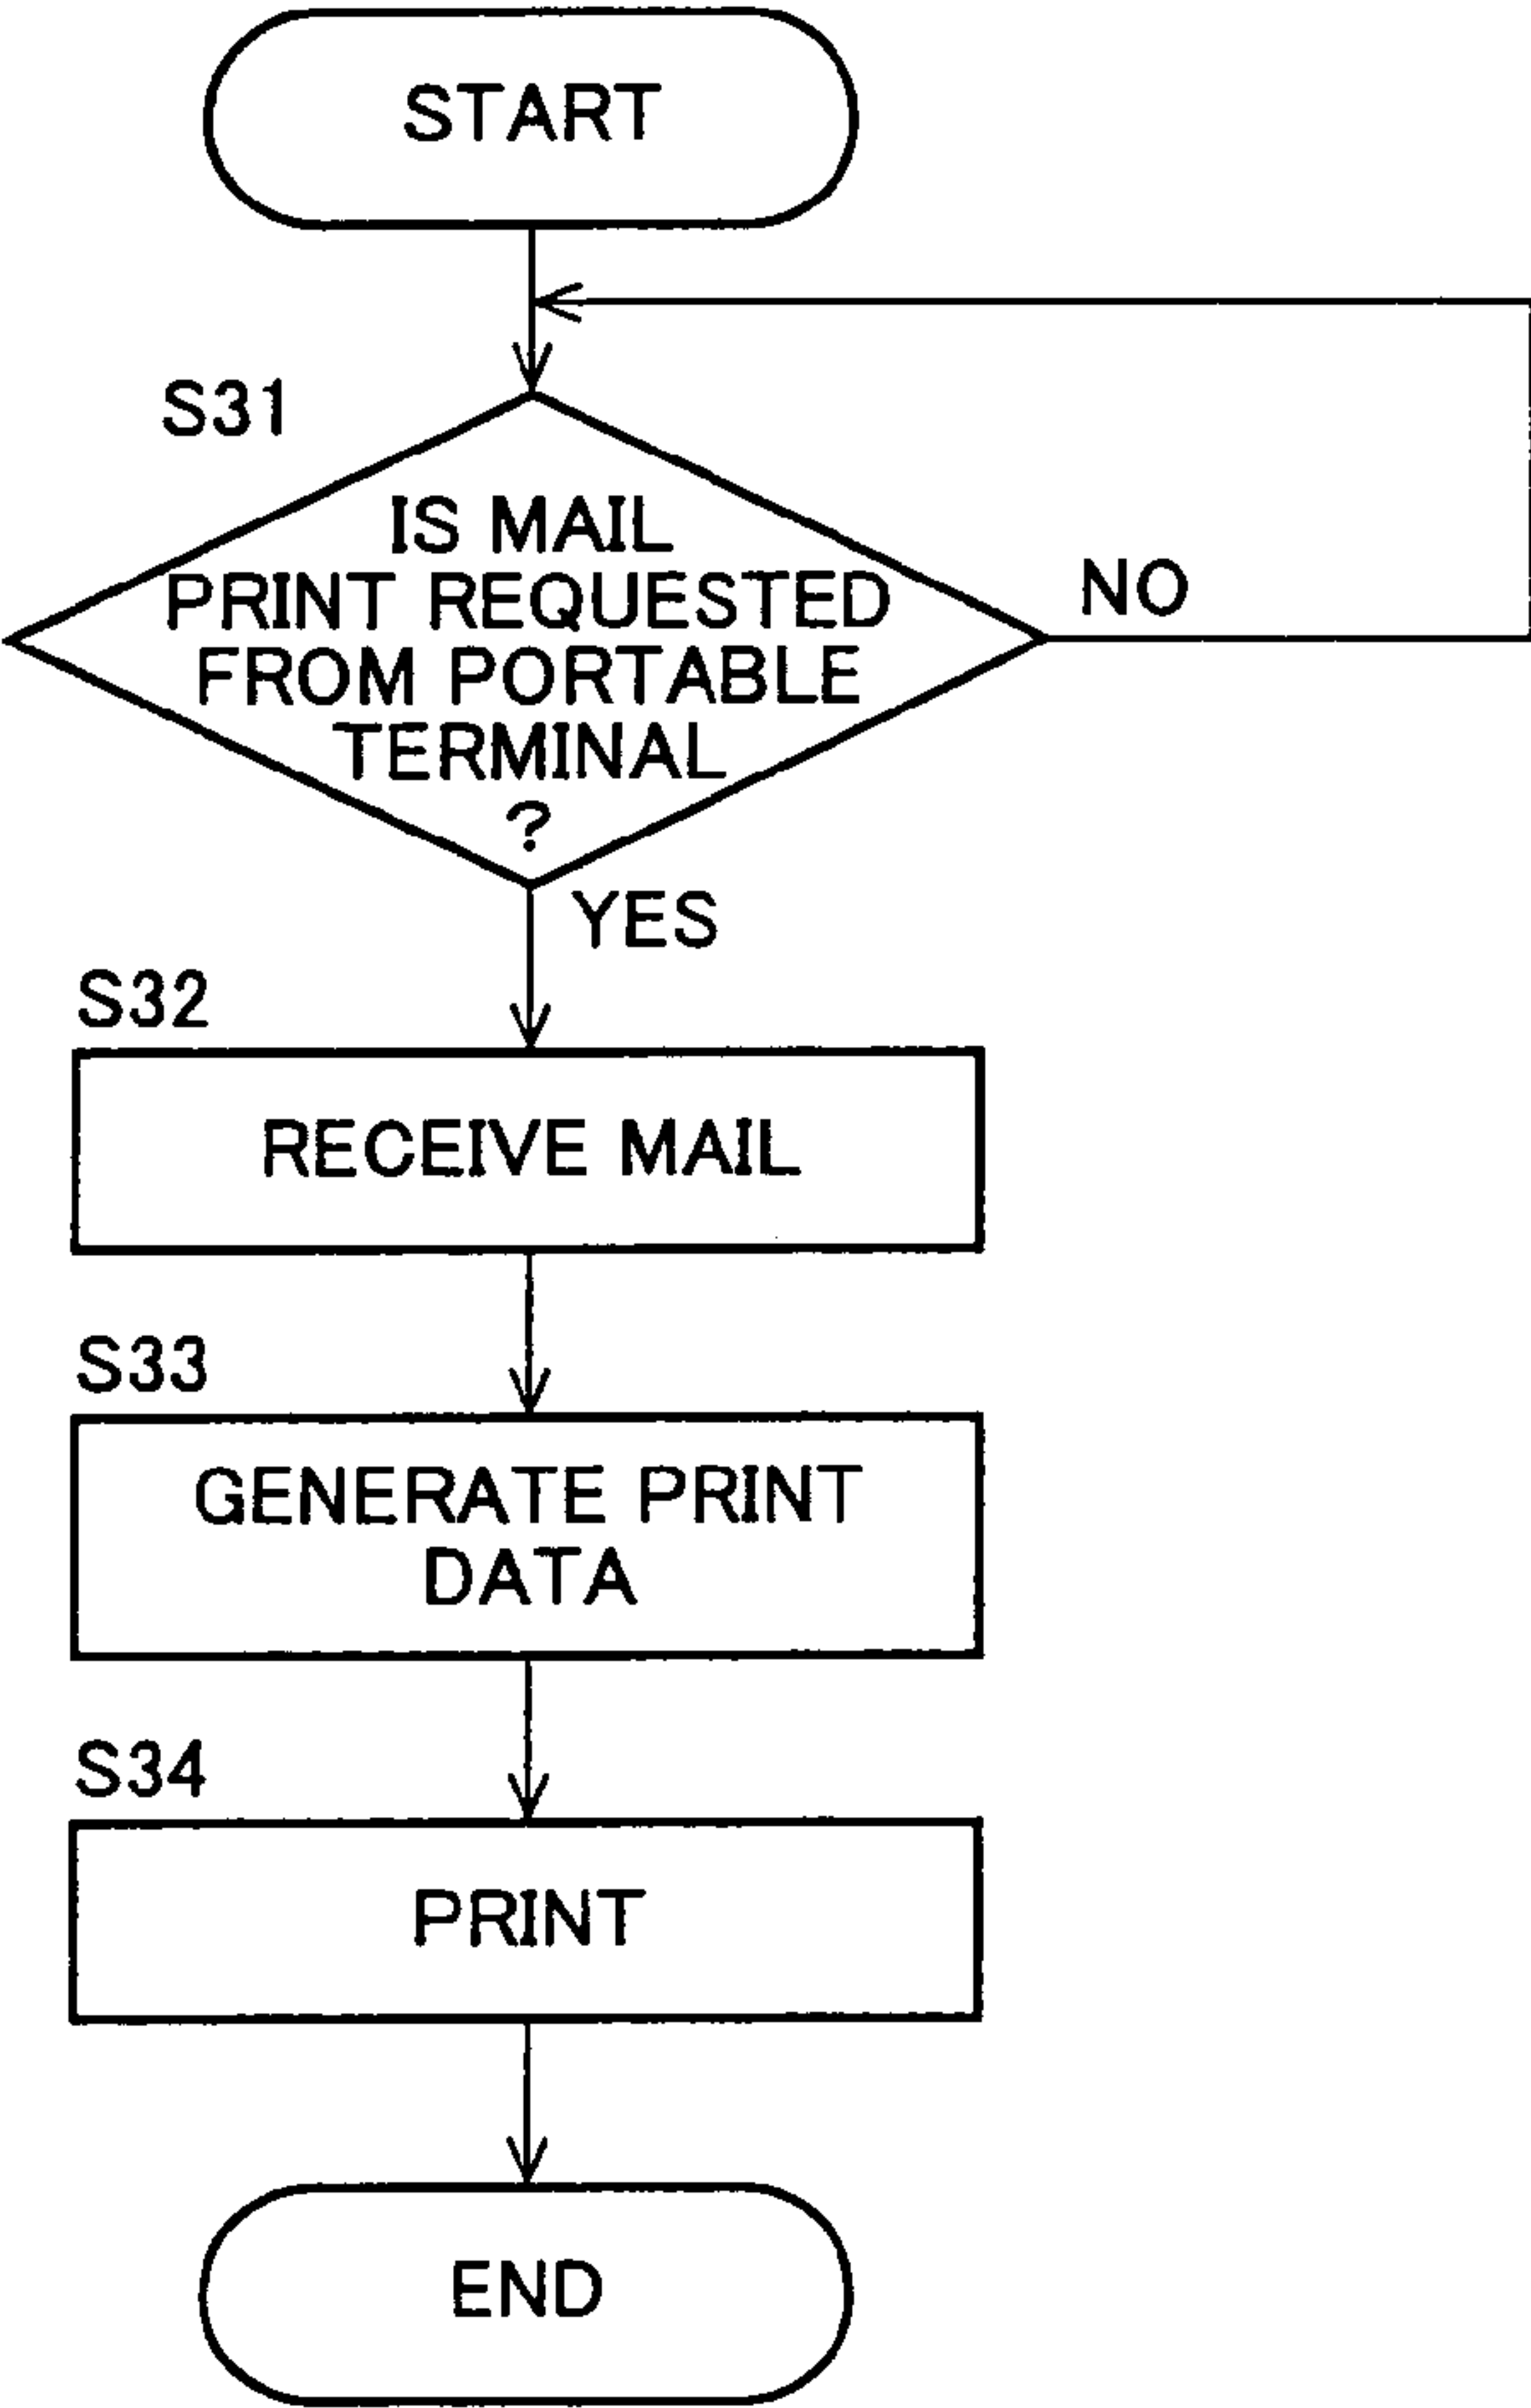 START
S31
IS MAIL
PRINT REQUESTED
FROM PORTABLE
TERMINAL
?
NO
YES
S32
RECEIVE MAIL
S33
GENERATE PRINT
DATA
S34
PRINT
END